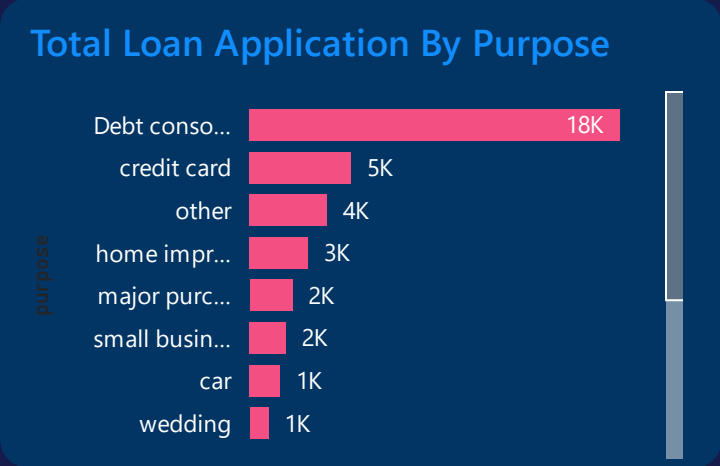 Total Loan Application By Purpose
Debt conso... 18K
credit card 5K
other 4K
home impr... 3K
major purc... 2K
small busin... 2K
car 1K
wedding 1K
purpose